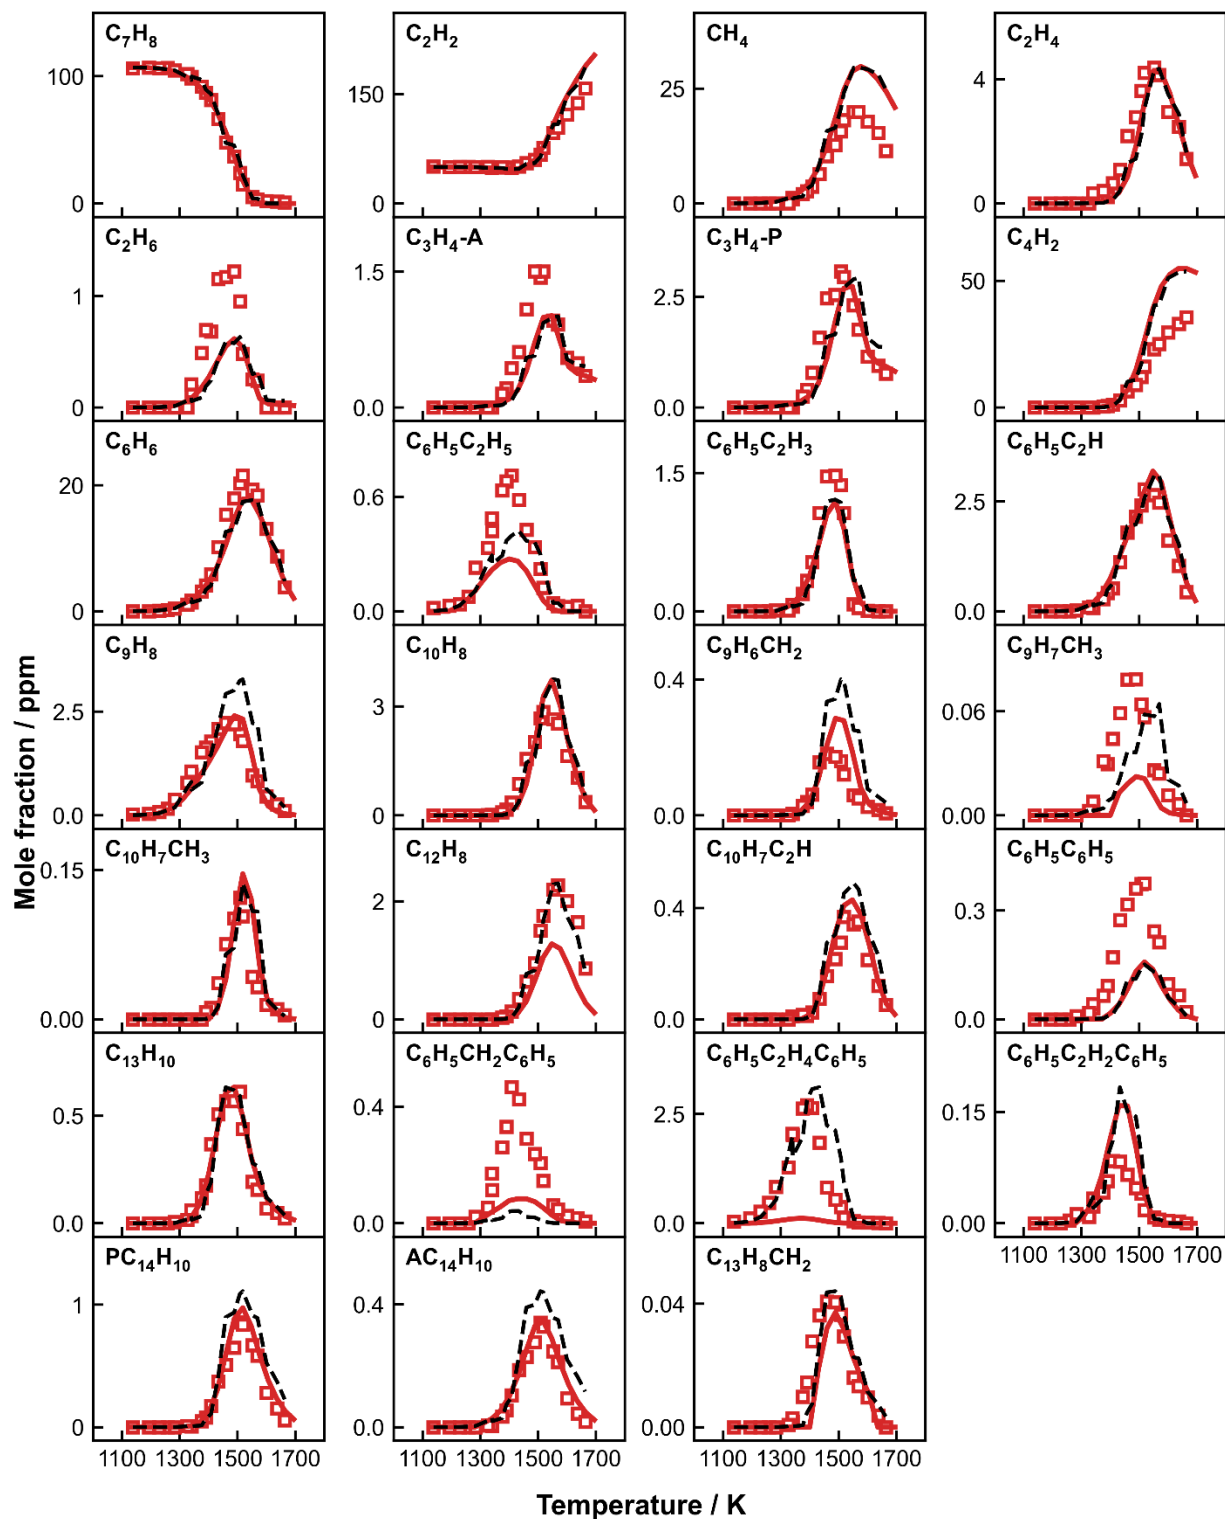 C₇H₈ C₂H₂ CH₄ C₂H₄
100 150 25 4
0 0 0 0
C₂H₆ C₃H₄-A C₃H₄-P C₄H₂
1 1.5 2.5 50
0 0.0 0.0 0
C₆H₆ C₆H₅C₂H₅ C₆H₅C₂H₃ C₆H₅C₂H
20 0.6 1.5 2.5
0 0.0 0.0 0.0
C₉H₈ C₁₀H₈ C₉H₆CH₂ C₉H₇CH₃
2.5 3 0.4 0.06
0.0 0 0.0 0.00
Mole fraction / ppm
C₁₀H₇CH₃ C₁₂H₈ C₁₀H₇C₂H C₆H₅C₆H₅
0.15 2 0.4 0.3
0.00 0 0.0 0.0
C₁₃H₁₀ C₆H₅CH₂C₆H₅ C₆H₅C₂H₄C₆H₅ C₆H₅C₂H₂C₆H₅
0.5 0.4 2.5 0.15
0.0 0.0 0.0 0.00
1100 1300 1500 1700
PC₁₄H₁₀ AC₁₄H₁₀ C₁₃H₈CH₂
1 0.4 0.04
0 0.0 0.00
1100 1300 1500 1700 1100 1300 1500 1700 1100 1300 1500 1700
Temperature / K